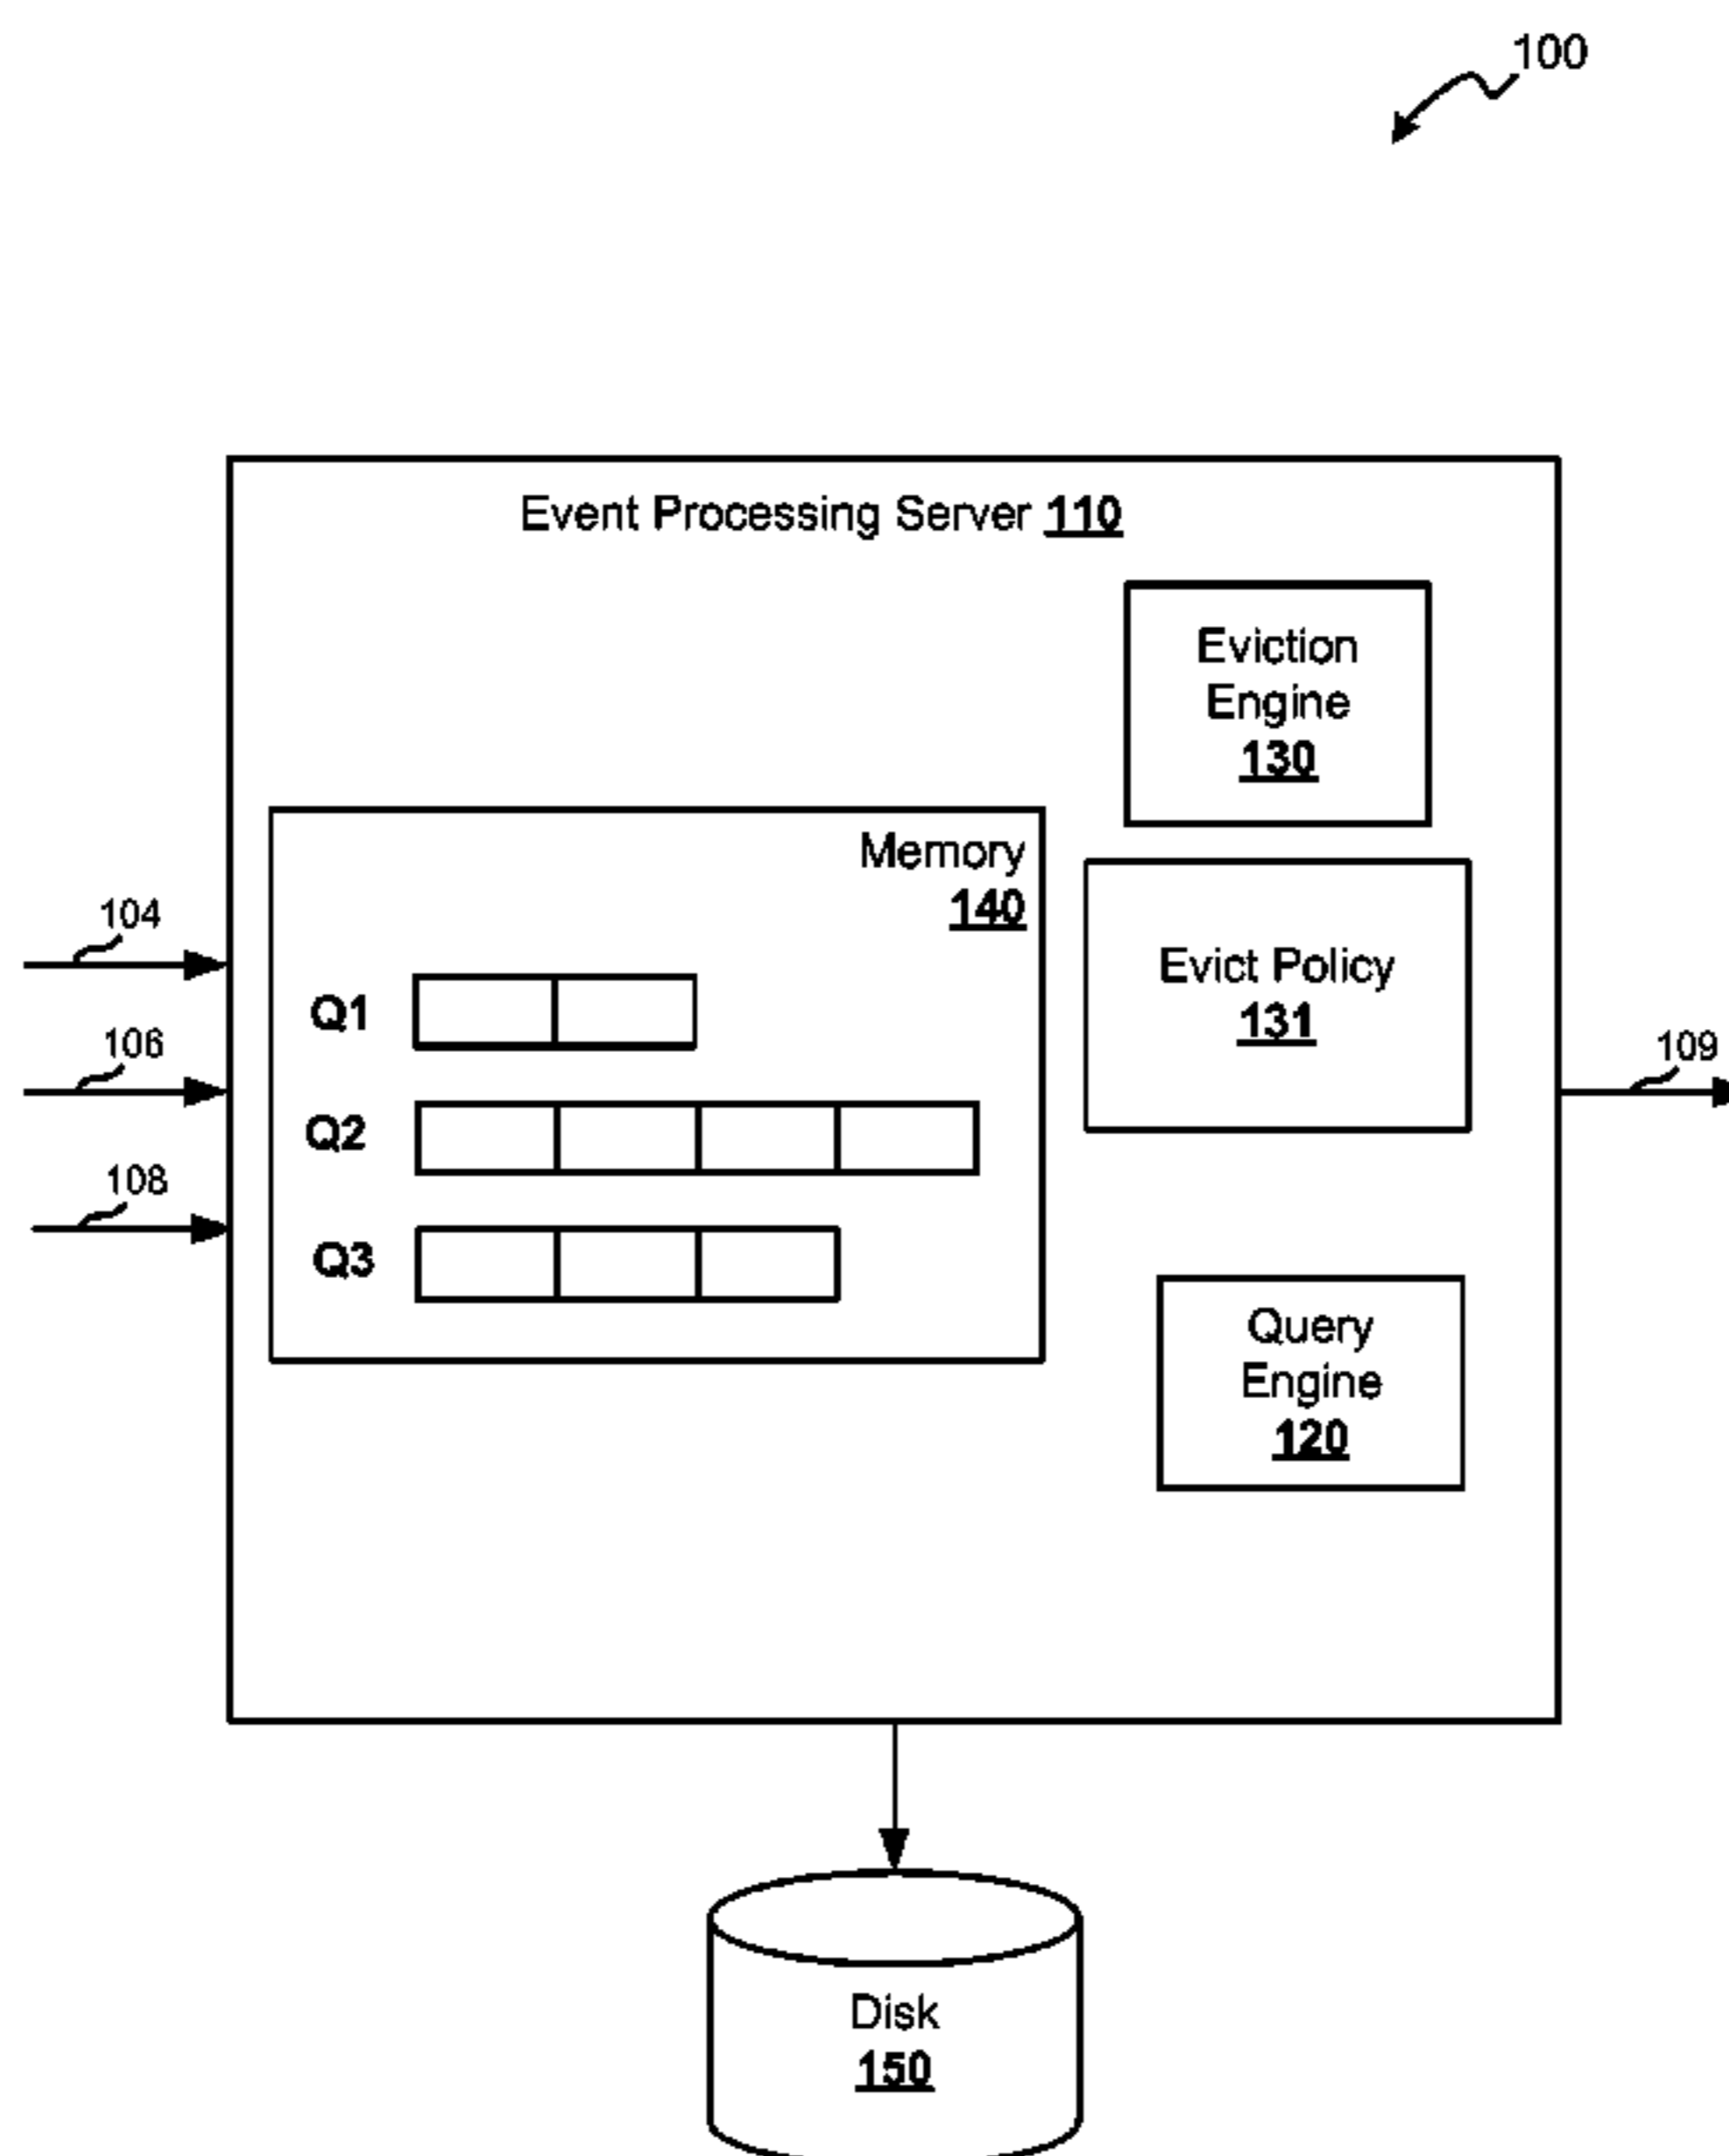 100
Event Processing Server 110
Eviction
Engine
130
Memory
140
Evict Policy
131
104
106
108
109
Q1
Q2
Q3
Query
Engine
120
Disk
150